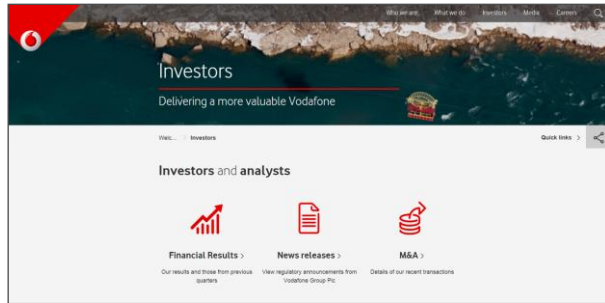 Who we are What we do Investors Media Careers
Investors
Delivering a more valuable Vodafone
Welc... Investors
Quick links >
Investors and analysts
Financial Results >
Our results and those from previous
quarters
News releases >
View regulatory announcements from
Vodafone Group Plc.
M&A >
Details of our recent transactions